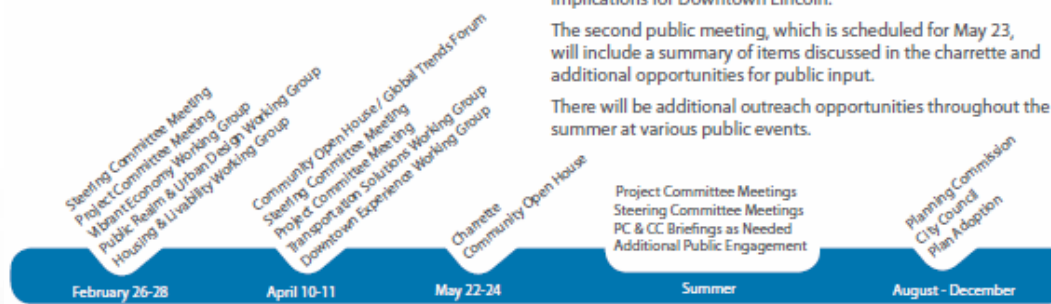 implications for Downtown Lincoln.
The second public meeting, which is scheduled for May 23,
will include a summary of items discussed in the charrette and
additional opportunities for public input.
There will be additional outreach opportunities throughout the
summer at various public events.
Steering Committee Meeting
Project Committee Meeting
Vibrant Economy Working Group
Public Realm & Urban Design Working Group
Housing & Livability Working Group
February 26-28
Community Open House / Global Trends Forum
Steering Committee Meeting
Project Committee Meeting
Transportation Solutions Working Group
Downtown Experience Working Group
April 10-11
Charrette
Community Open House
May 22-24
Project Committee Meetings
Steering Committee Meetings
PC & CC Briefings as Needed
Additional Public Engagement
Summer
Planning Commission
City Council
Plan Adoption
August - December